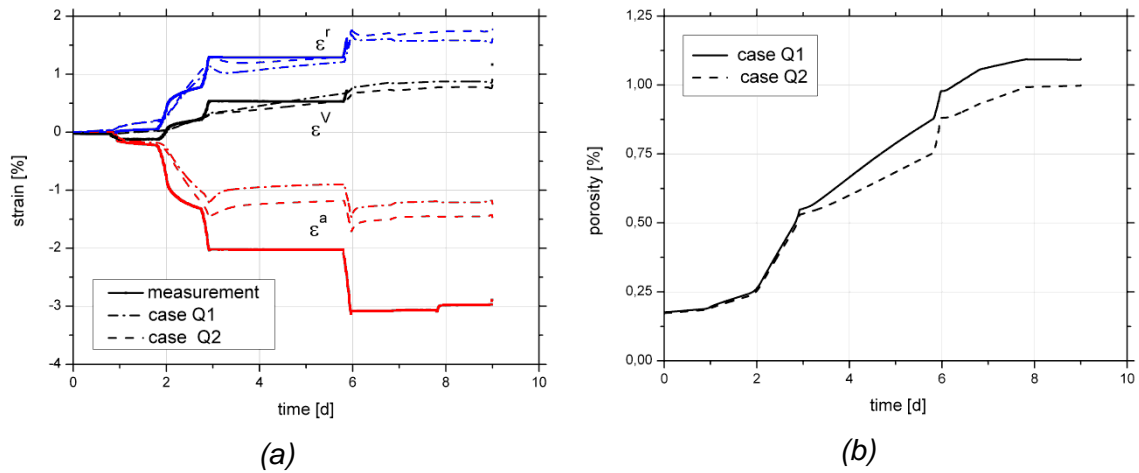 2
1
0
-1
-2
-3
-4
strain [%]
ε^r
ε^V
ε^a
measurement
case Q1
case Q2
0
2
4
6
8
10
time [d]
(a)
1,25
1,00
0,75
0,50
0,25
0,00
porosity [%]
case Q1
case Q2
0
2
4
6
8
10
time [d]
(b)